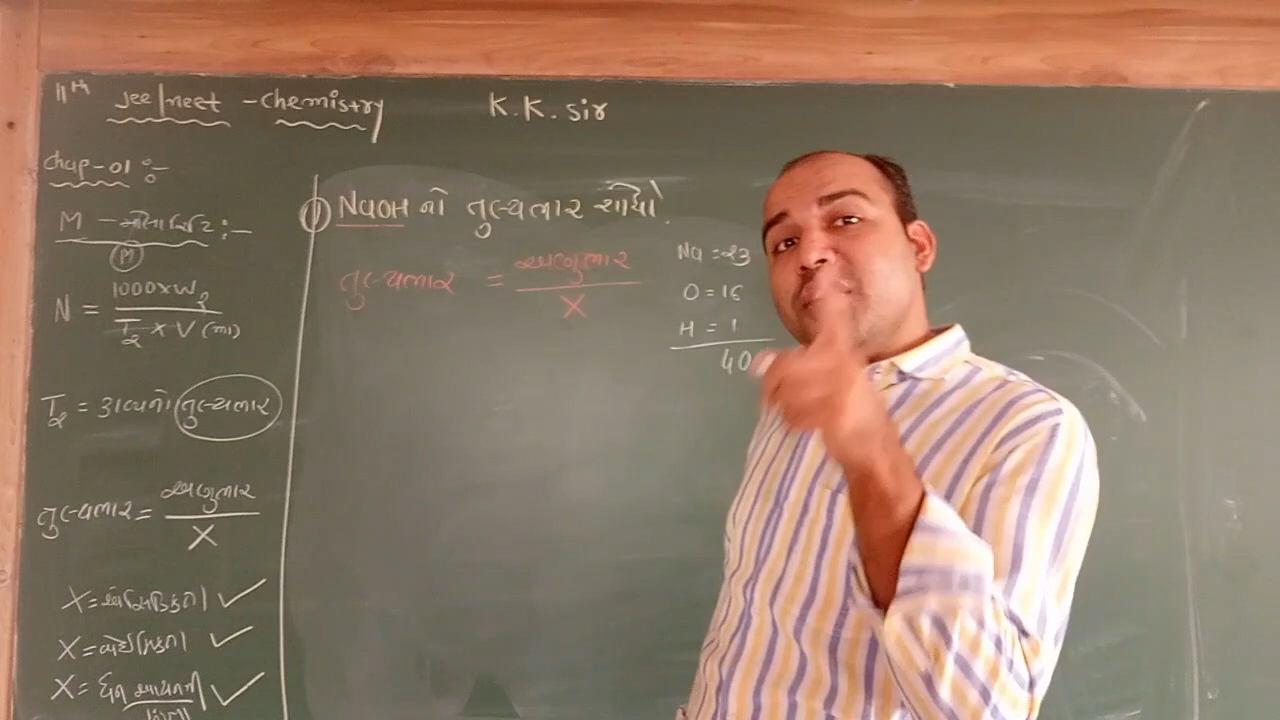 11th Jee/neet - Chemistry K.K. sir
Chap-01 :-
M - મોલારિટી :-
M
N = 1000 x W2 / T2 x V (ml)
T2 = દ્રાવ્યનો તુલ્યભાર
તુલ્યભાર = અણુભાર / X
X = એસિડિકતા ✓
X = બેઝિકતા ✓
X = ધન આયનની ✓
① NaOH નો તુલ્યભાર શોધો.
તુલ્યભાર = અણુભાર / X
Na = 23
O = 16
H = 1
40